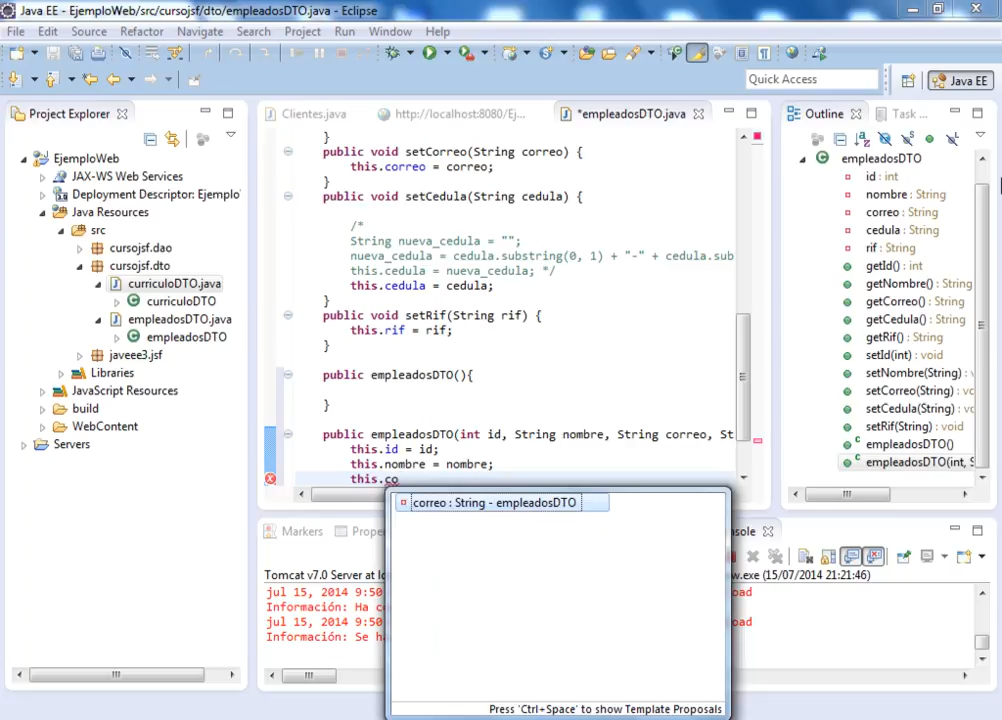 Java EE - EjemploWeb/src/cursojsf/dto/empleadosDTO.java - Eclipse
File Edit Source Refactor Navigate Search Project Run Window Help
Quick Access
Java EE
Project Explorer
EjemploWeb
JAX-WS Web Services
Deployment Descriptor: Ejemplo
3.0
Java Resources
src
cursojsf.dao
cursojsf.dto
curriculoDTO.java
curriculoDTO
empleadosDTO.java
empleadosDTO
javeee3.jsf
Libraries
JavaScript Resources
build
WebContent
Servers
Clientes.java
http://localhost:8080/Ej...
*empleadosDTO.java
}
public void setCorreo(String correo) {
this.correo = correo;
}
public void setCedula(String cedula) {
/*
String nueva_cedula = "";
nueva_cedula = cedula.substring(0, 1) + "-" + cedula.sub
this.cedula = nueva_cedula; */
this.cedula = cedula;
}
public void setRif(String rif) {
this.rif = rif;
}
public empleadosDTO(){
}
public empleadosDTO(int id, String nombre, String correo, St
this.id = id;
this.nombre = nombre;
this.co
correo : String - empleadosDTO
Press 'Ctrl+Space' to show Template Proposals
Outline
Task ...
empleadosDTO
id : int
nombre : String
correo : String
cedula : String
rif : String
getId() : int
getNombre() : String
getCorreo() : String
getCedula() : String
getRif() : String
setId(int) : void
setNombre(String) : v
setCorreo(String) : vo
setCedula(String) : vo
setRif(String) : void
empleadosDTO()
empleadosDTO(int, S
Markers
Proper
sole
Tomcat v7.0 Server at lo
w.exe (15/07/2014 21:21:46)
jul 15, 2014 9:50
oad
Información: Ha co
jul 15, 2014 9:50
oad
Información: Se ha